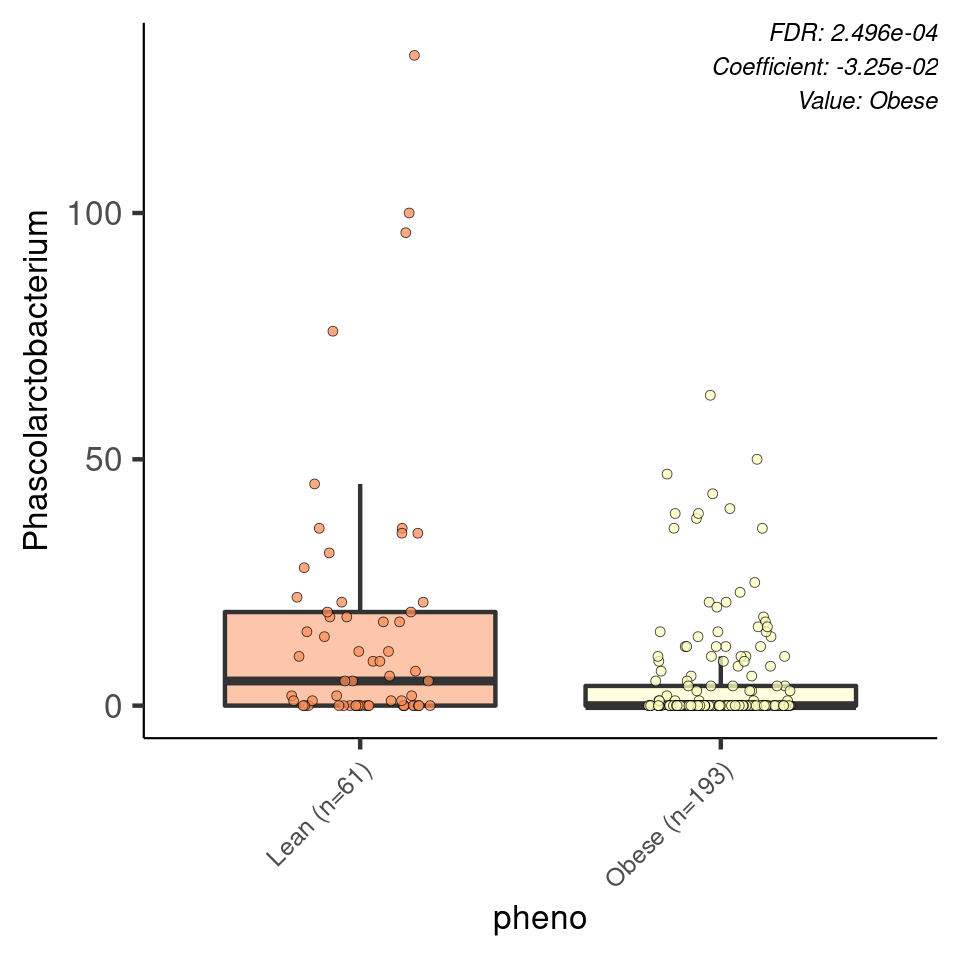 FDR: 2.496e-04
Coefficient: -3.25e-02
Value: Obese
Phascolarctobacterium
100
50
0
Lean (n=61)
Obese (n=193)
pheno